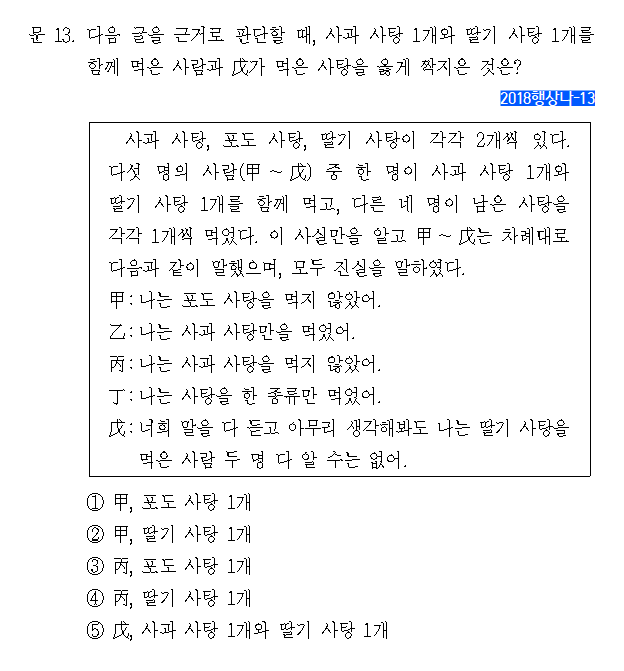 문 13. 다음 글을 근거로 판단할 때, 사과 사탕 1개와 딸기 사탕 1개를
함께 먹은 사람과 戊가 먹은 사탕을 옳게 짝지은 것은?
2018행상나-13
사과 사탕, 포도 사탕, 딸기 사탕이 각각 2개씩 있다.
다섯 명의 사람(甲 ~ 戊) 중 한 명이 사과 사탕 1개와
딸기 사탕 1개를 함께 먹고, 다른 네 명이 남은 사탕을
각각 1개씩 먹었다. 이 사실만을 알고 甲 ~ 戊는 차례대로
다음과 같이 말했으며, 모두 진실을 말하였다.
甲: 나는 포도 사탕을 먹지 않았어.
乙: 나는 사과 사탕만을 먹었어.
丙: 나는 사과 사탕을 먹지 않았어.
丁: 나는 사탕을 한 종류만 먹었어.
戊: 너희 말을 다 듣고 아무리 생각해봐도 나는 딸기 사탕을
먹은 사람 두 명 다 알 수는 없어.
① 甲, 포도 사탕 1개
② 甲, 딸기 사탕 1개
③ 丙, 포도 사탕 1개
④ 丙, 딸기 사탕 1개
⑤ 戊, 사과 사탕 1개와 딸기 사탕 1개